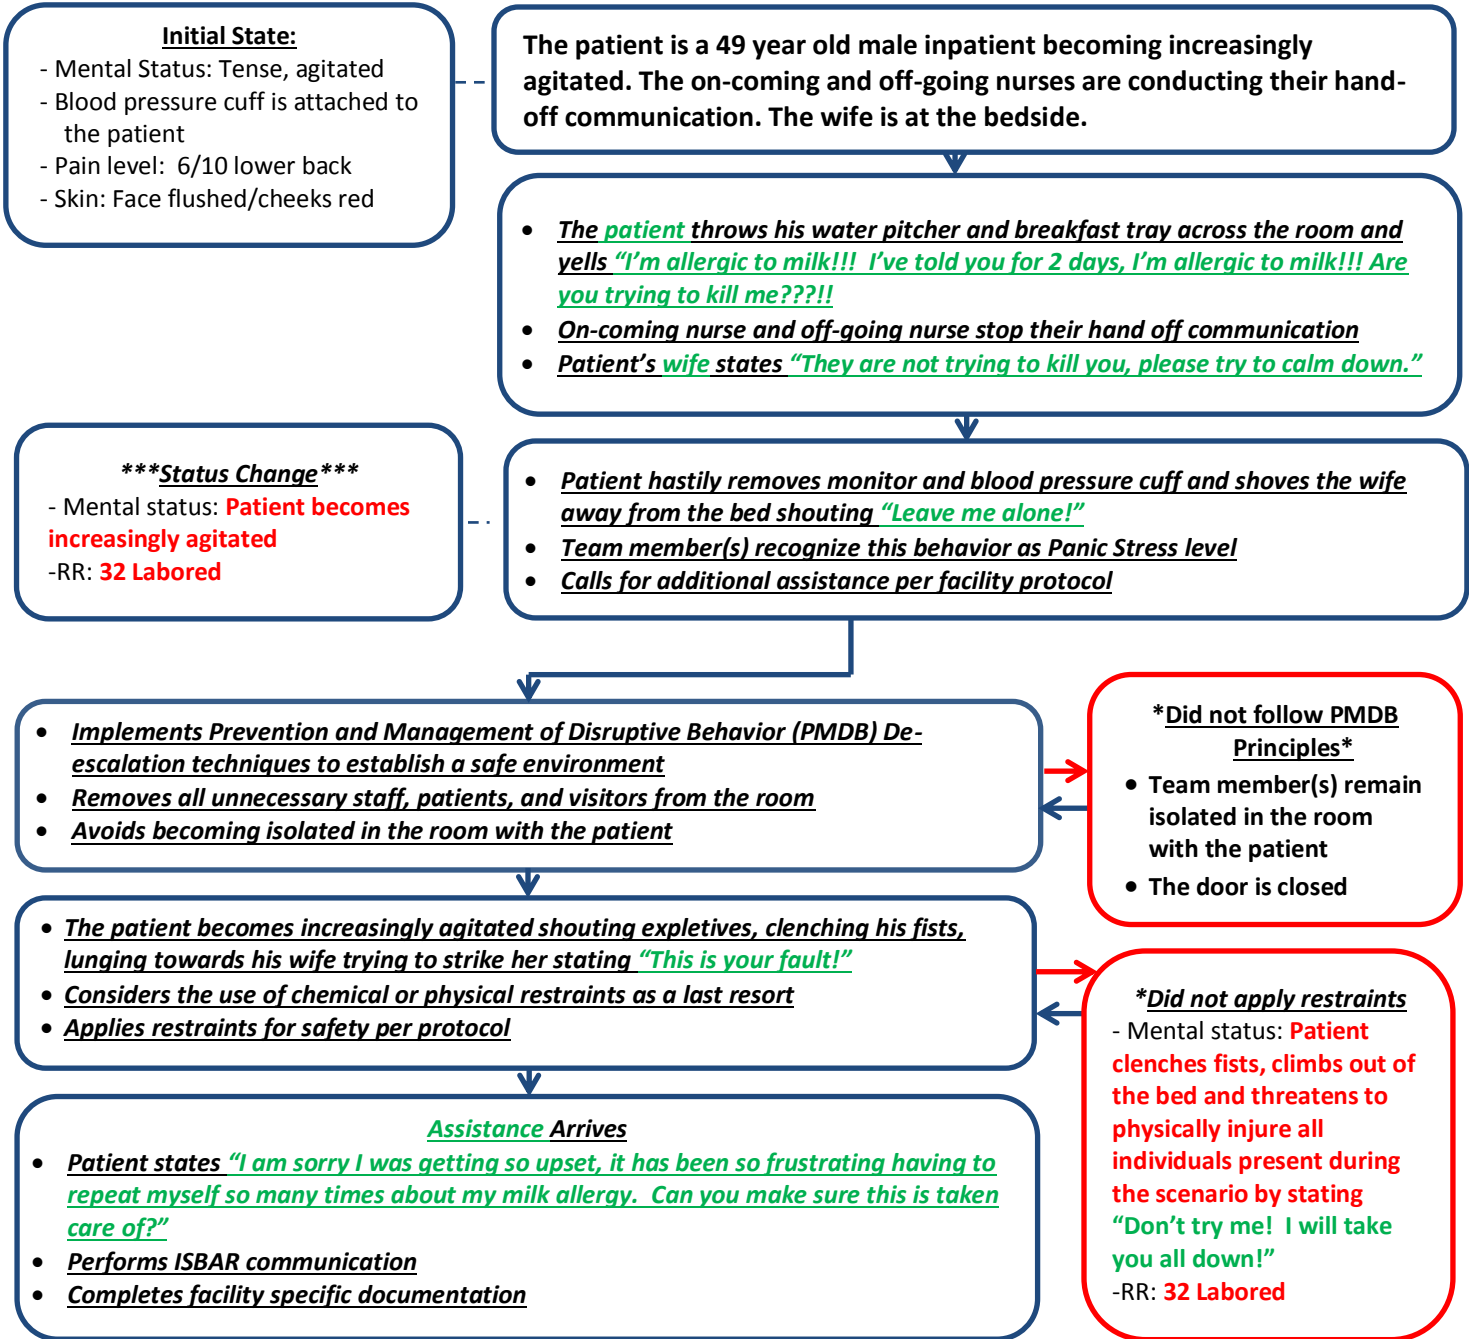 Initial State:
- Mental Status: Tense, agitated
- Blood pressure cuff is attached to
the patient
- Pain level:  6/10 lower back
- Skin: Face flushed/cheeks red
The patient is a 49 year old male inpatient becoming increasingly
agitated. The on-coming and off-going nurses are conducting their hand-
off communication. The wife is at the bedside.
• The patient throws his water pitcher and breakfast tray across the room and
yells “I’m allergic to milk!!!  I’ve told you for 2 days, I’m allergic to milk!!! Are
you trying to kill me???!!
• On-coming nurse and off-going nurse stop their hand off communication
• Patient’s wife states “They are not trying to kill you, please try to calm down.”
***Status Change***
- Mental status: Patient becomes
increasingly agitated
-RR: 32 Labored
• Patient hastily removes monitor and blood pressure cuff and shoves the wife
away from the bed shouting “Leave me alone!”
• Team member(s) recognize this behavior as Panic Stress level
• Calls for additional assistance per facility protocol
• Implements Prevention and Management of Disruptive Behavior (PMDB) De-
escalation techniques to establish a safe environment
• Removes all unnecessary staff, patients, and visitors from the room
• Avoids becoming isolated in the room with the patient
*Did not follow PMDB
Principles*
• Team member(s) remain
isolated in the room
with the patient
• The door is closed
• The patient becomes increasingly agitated shouting expletives, clenching his fists,
lunging towards his wife trying to strike her stating “This is your fault!”
• Considers the use of chemical or physical restraints as a last resort
• Applies restraints for safety per protocol
*Did not apply restraints
- Mental status: Patient
clenches fists, climbs out of
the bed and threatens to
physically injure all
individuals present during
the scenario by stating
“Don’t try me!  I will take
you all down!”
-RR: 32 Labored
Assistance Arrives
• Patient states “I am sorry I was getting so upset, it has been so frustrating having to
repeat myself so many times about my milk allergy.  Can you make sure this is taken
care of?”
• Performs ISBAR communication
• Completes facility specific documentation